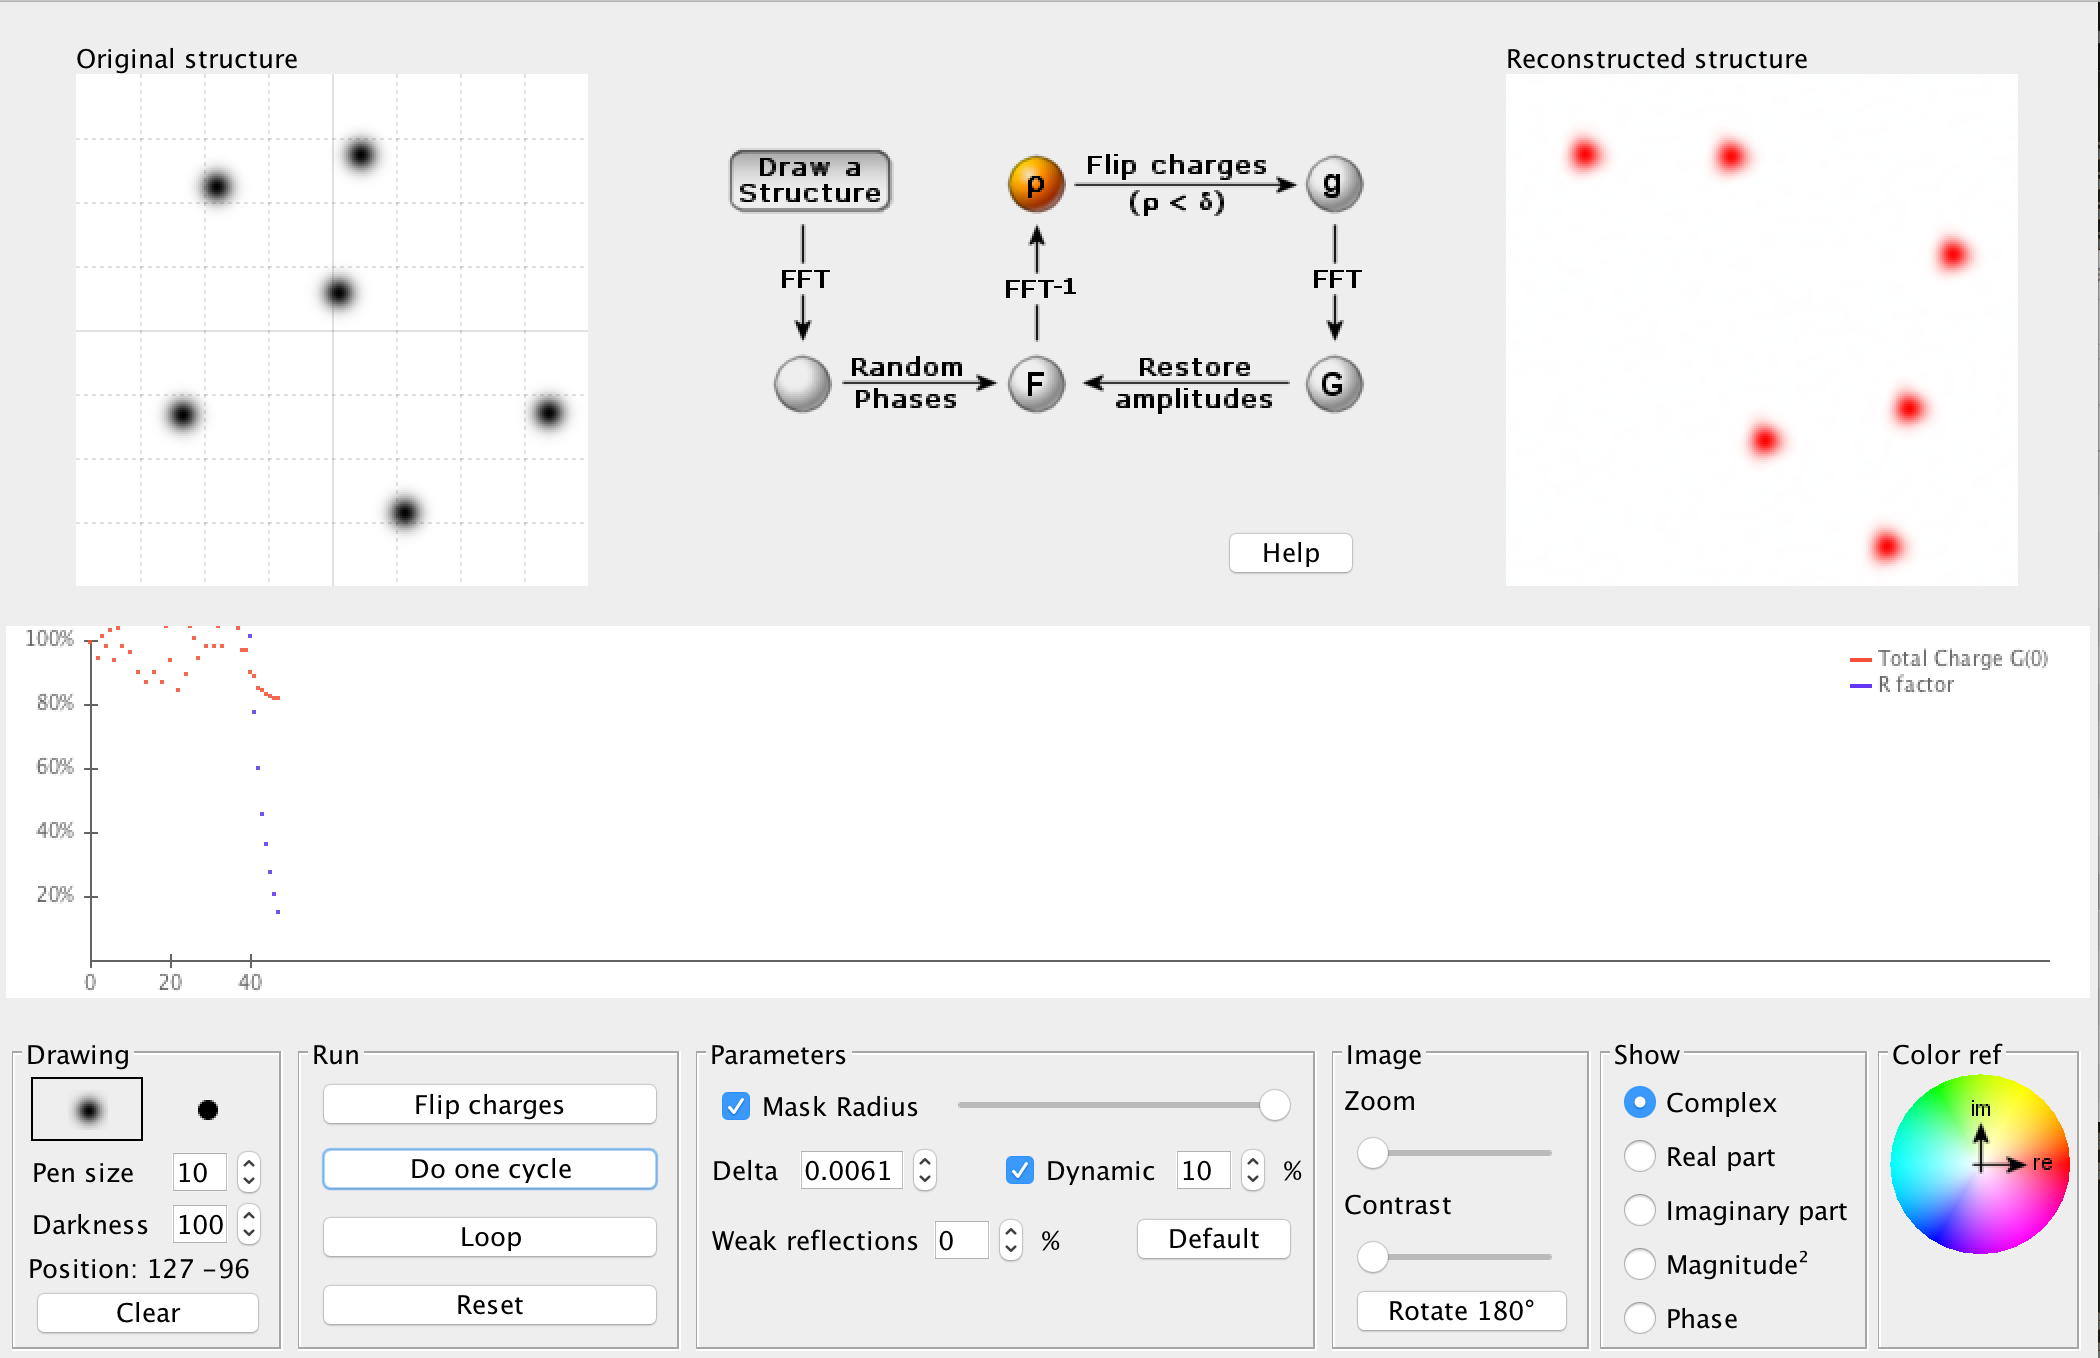 Original structure
Reconstructed structure
Draw a
Structure
ρ
Flip charges
(ρ < δ)
g
FFT
FFT-1
FFT
Random
Phases
F
Restore
amplitudes
G
Help
100%
80%
60%
40%
20%
0
20
40
Total Charge G(0)
R factor
Drawing
Pen size 10
Darkness 100
Position: 127 -96
Clear
Run
Flip charges
Do one cycle
Loop
Reset
Parameters
Mask Radius
Delta 0.0061 Dynamic 10 %
Weak reflections 0 % Default
Image
Zoom
Contrast
Rotate 180°
Show
Complex
Real part
Imaginary part
Magnitude²
Phase
Color ref
im
re